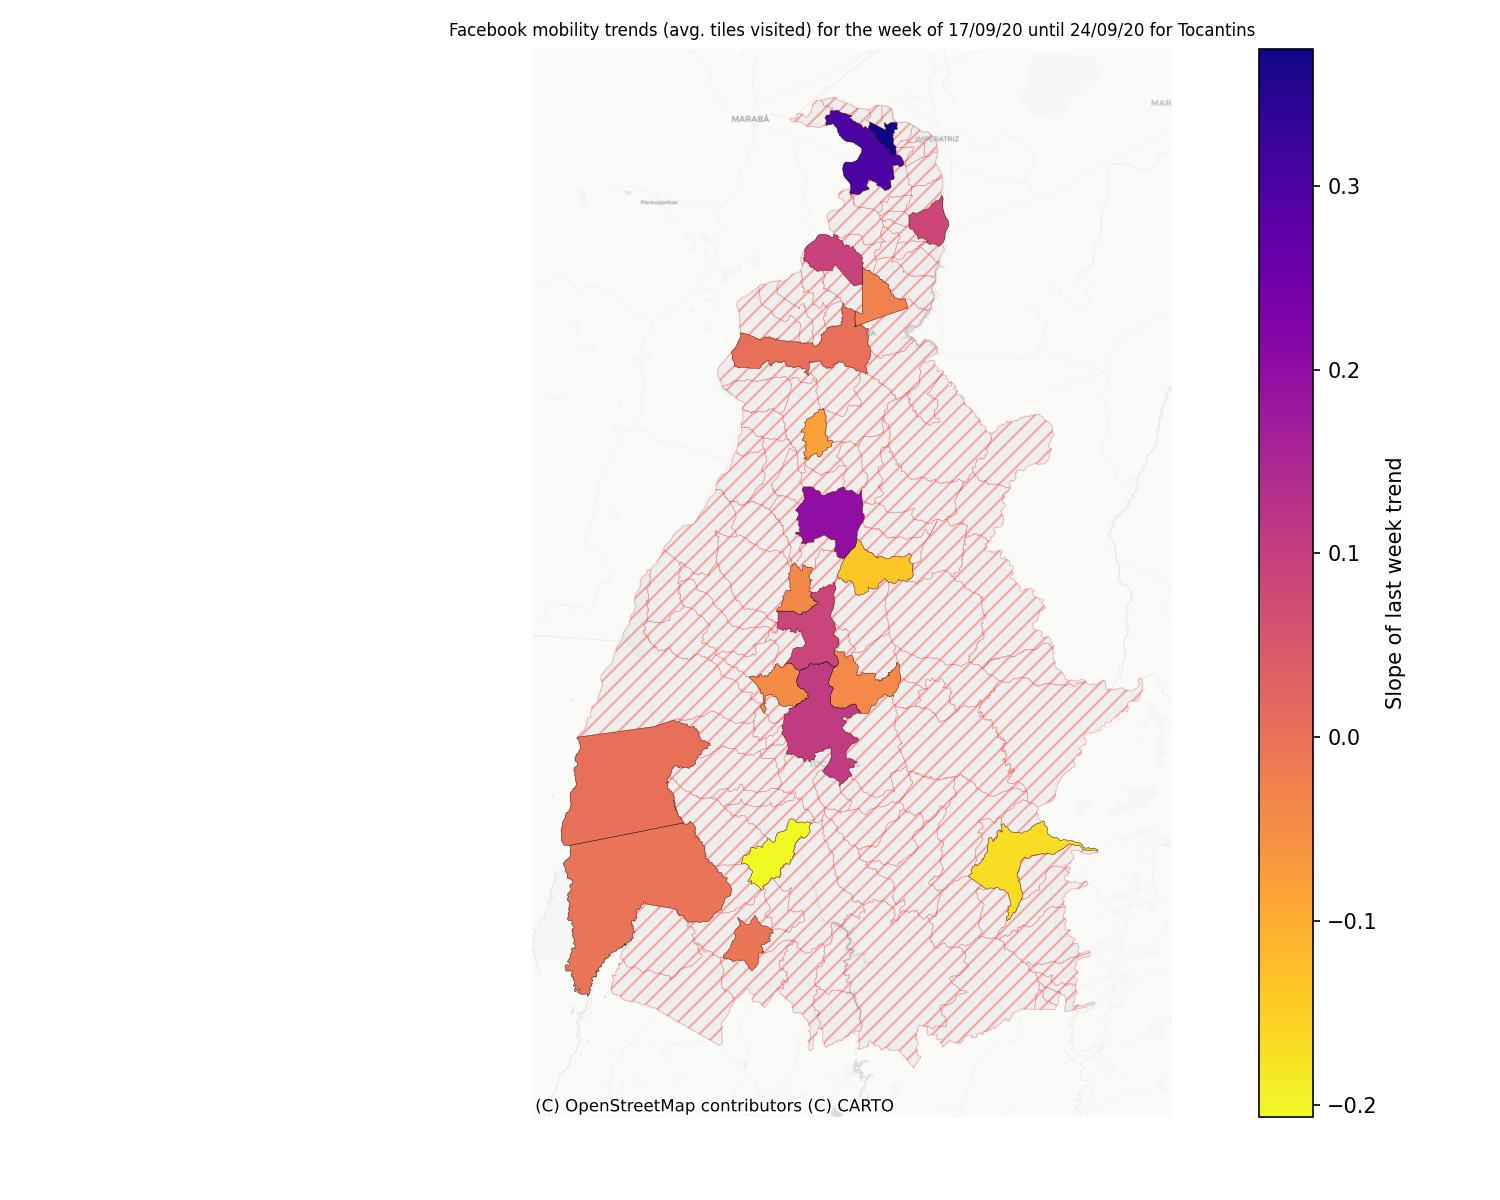 Facebook mobility trends (avg. tiles visited) for the week of 17/09/20 until 24/09/20 for Tocantins
MAR
MARABÁ
IMPERATRIZ
Parauapebas
0.3
0.2
0.1
0.0
−0.1
−0.2
Slope of last week trend
(C) OpenStreetMap contributors (C) CARTO